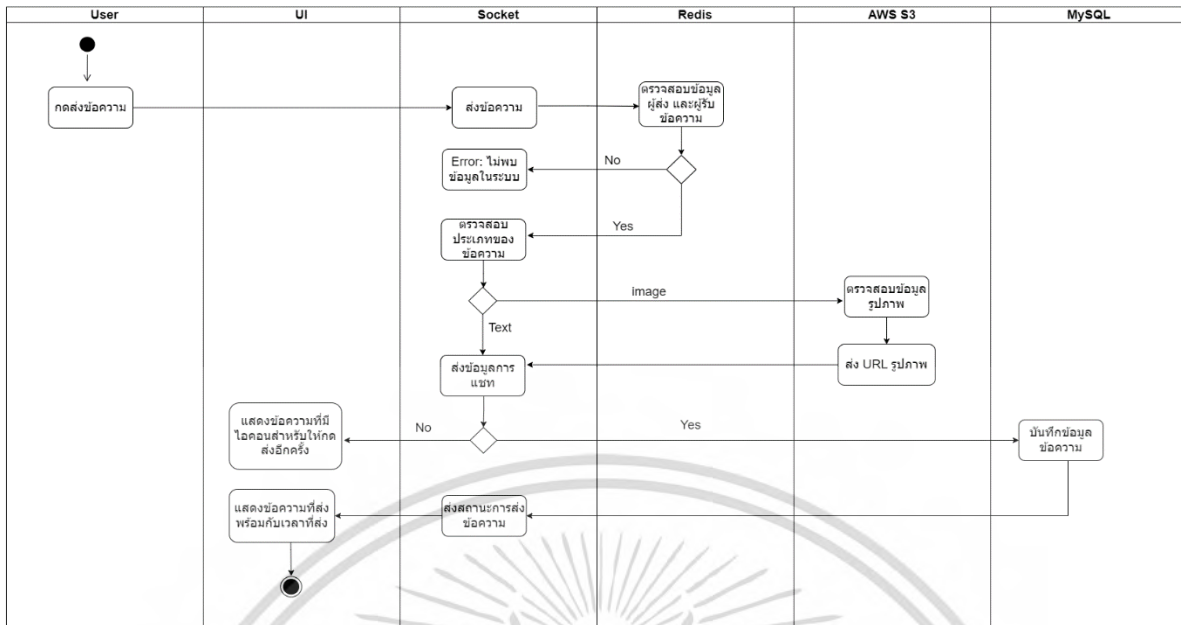 User
UI
Socket
Redis
AWS S3
MySQL
กดส่งข้อความ
ส่งข้อความ
ตรวจสอบข้อมูล
ผู้ส่ง และผู้รับ
ข้อความ
Error: ไม่พบ
ข้อมูลในระบบ
No
Yes
ตรวจสอบ
ประเภทของ
ข้อความ
image
ตรวจสอบข้อมูล
รูปภาพ
Text
ส่งข้อมูลการ
แชท
ส่ง URL รูปภาพ
แสดงข้อความที่มี
ไอคอนสำหรับให้กด
ส่งอีกครั้ง
No
Yes
บันทึกข้อมูล
ข้อความ
แสดงข้อความที่ส่ง
พร้อมกับเวลาที่ส่ง
ส่งสถานะการส่ง
ข้อความ